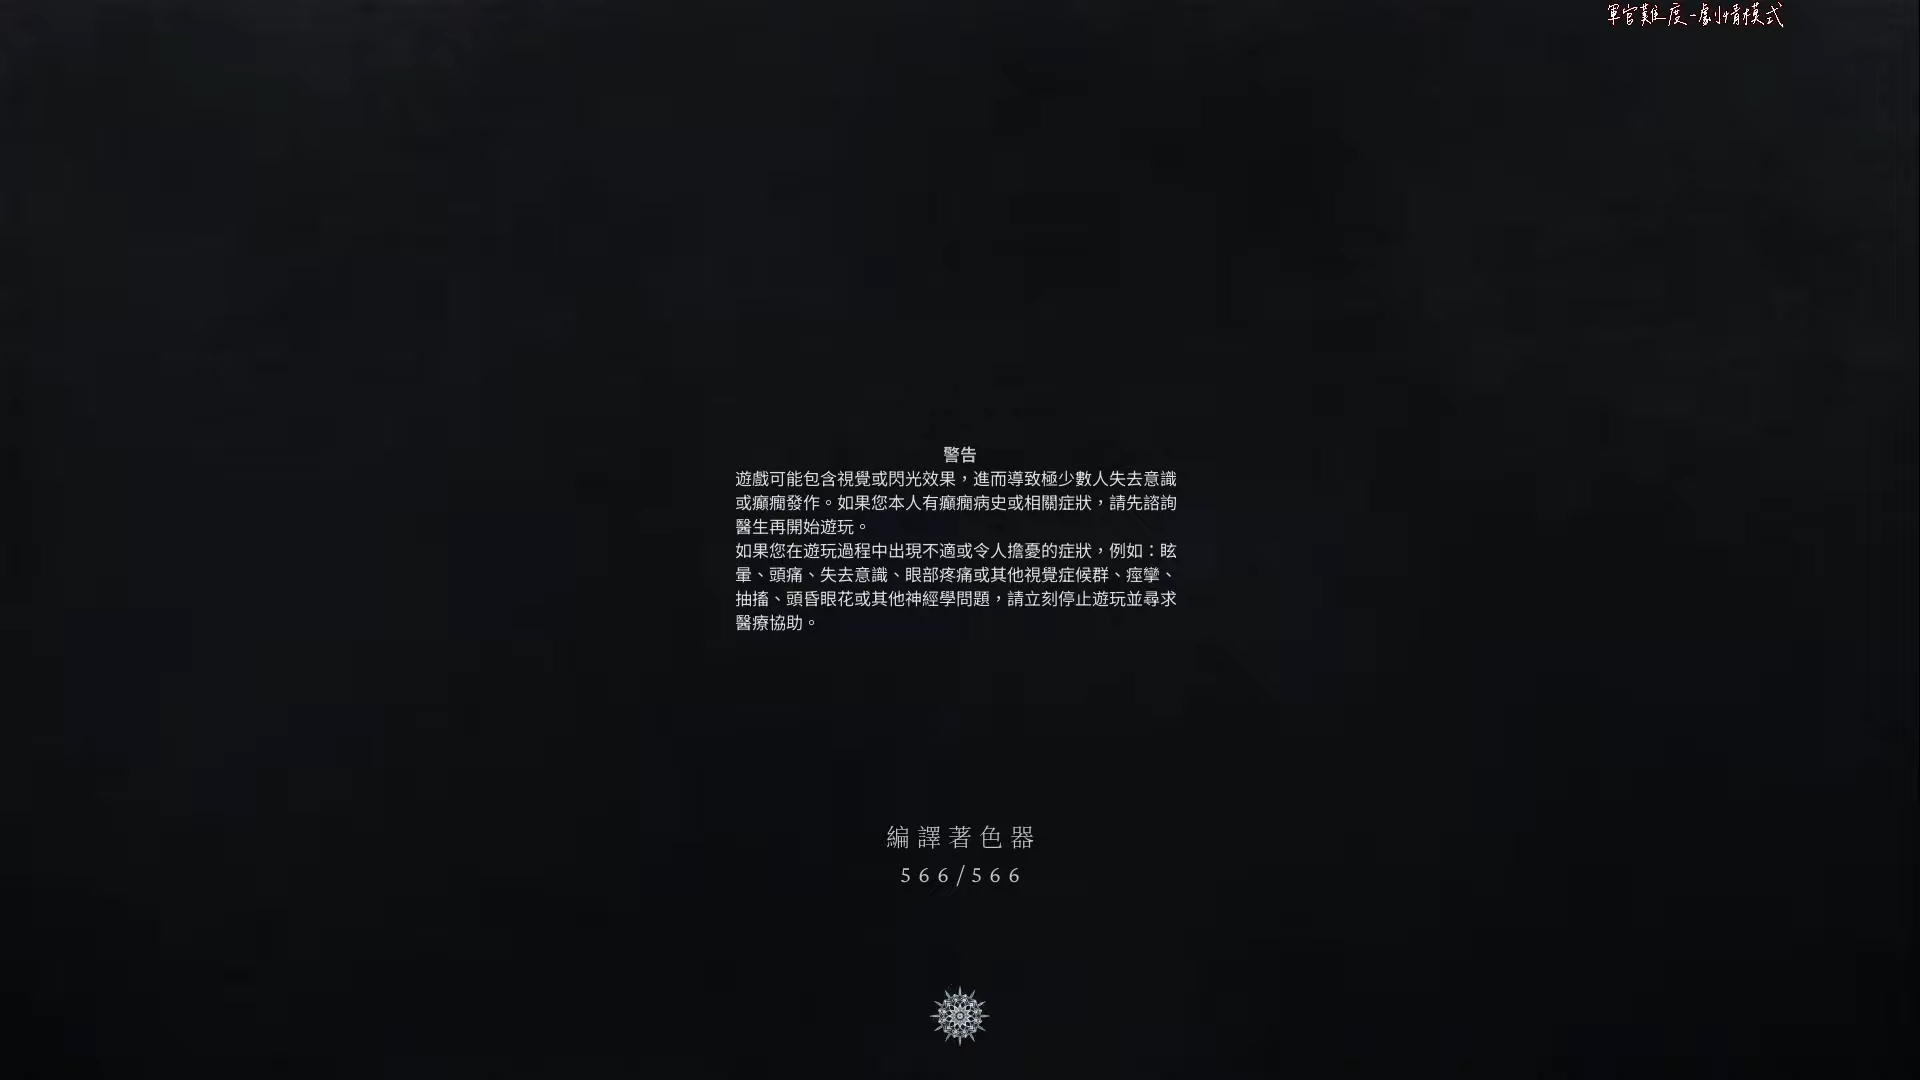 軍官難度-劇情模式
警告
遊戲可能包含視覺或閃光效果，進而導致極少數人失去意識
或癲癇發作。如果您本人有癲癇病史或相關症狀，請先諮詢
醫生再開始遊玩。
如果您在遊玩過程中出現不適或令人擔憂的症狀，例如：眩
暈、頭痛、失去意識、眼部疼痛或其他視覺症候群、痙攣、
抽搐、頭昏眼花或其他神經學問題，請立刻停止遊玩並尋求
醫療協助。
編譯著色器
566/566